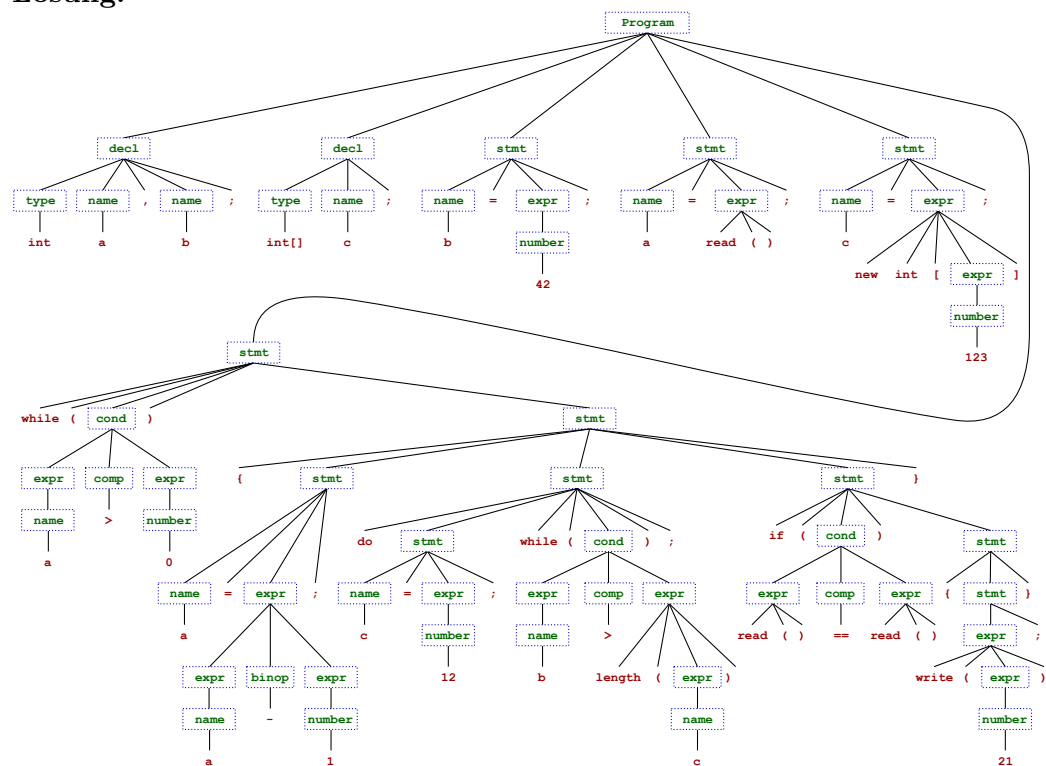 Lösung:
Program
decl decl stmt stmt stmt
type name , name ; type name ; name = expr ; name = expr ; name = expr ;
int a b int[] c b number a read ( ) c
new int [ expr ]
42
number
123
stmt
while ( cond ) stmt
expr comp expr { stmt stmt stmt }
name > number do stmt while ( cond ) ; if ( cond ) stmt
a 0
name = expr ; name = expr ; expr comp expr expr comp expr { stmt }
a c number name > read ( ) == read ( ) expr ;
expr binop expr 12 b length ( expr ) write ( expr )
name - number name number
a 1 c 21